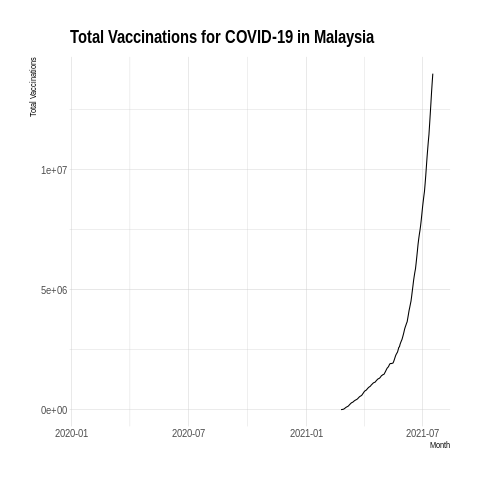 Total Vaccinations for COVID-19 in Malaysia
Total Vaccinations
1e+07
5e+06
0e+00
2020-01 2020-07 2021-01 2021-07
Month